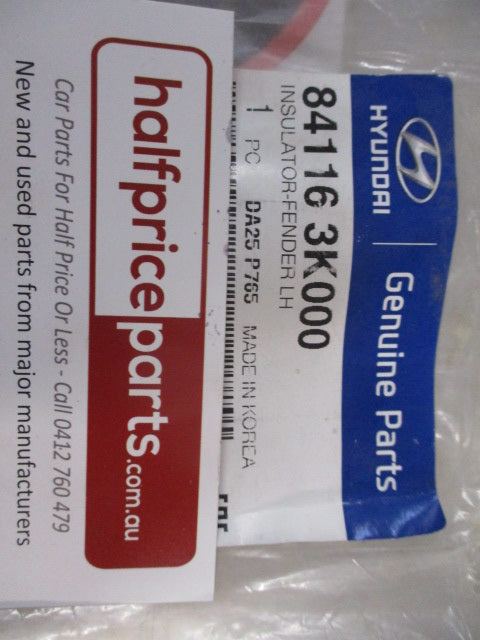 HYUNDAI | Genuine Parts
84116 3K000
INSULATOR-FENDER LH
1 PC DA25 P765 MADE IN KOREA
halfpriceparts.com.au
Car Parts For Half Price Or Less - Call 0412 760 479
New and used parts from major manufacturers